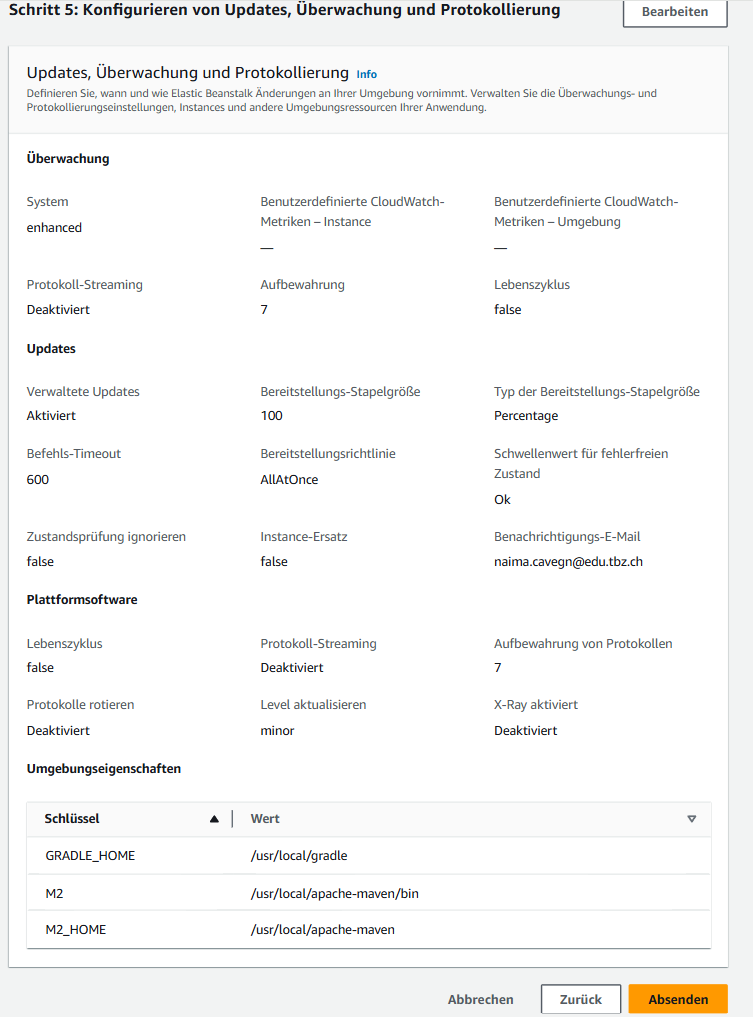 Schritt 5: Konfigurieren von Updates, Überwachung und Protokollierung
Bearbeiten
Updates, Überwachung und Protokollierung Info
Definieren Sie, wann und wie Elastic Beanstalk Änderungen an Ihrer Umgebung vornimmt. Verwalten Sie die Überwachungs- und
Protokollierungseinstellungen, Instances und andere Umgebungsressourcen Ihrer Anwendung.
Überwachung
System
enhanced
Benutzerdefinierte CloudWatch-
Metriken – Instance
—
Benutzerdefinierte CloudWatch-
Metriken – Umgebung
—
Protokoll-Streaming
Deaktiviert
Aufbewahrung
7
Lebenszyklus
false
Updates
Verwaltete Updates
Aktiviert
Bereitstellungs-Stapelgröße
100
Typ der Bereitstellungs-Stapelgröße
Percentage
Befehls-Timeout
600
Bereitstellungsrichtlinie
AllAtOnce
Schwellenwert für fehlerfreien
Zustand
Ok
Zustandsprüfung ignorieren
false
Instance-Ersatz
false
Benachrichtigungs-E-Mail
naima.cavegn@edu.tbz.ch
Plattformsoftware
Lebenszyklus
false
Protokoll-Streaming
Deaktiviert
Aufbewahrung von Protokollen
7
Protokolle rotieren
Deaktiviert
Level aktualisieren
minor
X-Ray aktiviert
Deaktiviert
Umgebungseigenschaften
Schlüssel Wert
GRADLE_HOME /usr/local/gradle
M2 /usr/local/apache-maven/bin
M2_HOME /usr/local/apache-maven
Abbrechen Zurück Absenden